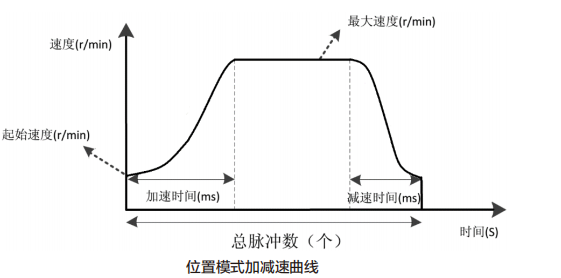 最大速度(r/min)
速度(r/min)
起始速度(r/min)
加速时间(ms)
减速时间(ms)
总脉冲数（个）
时间(S)
位置模式加减速曲线